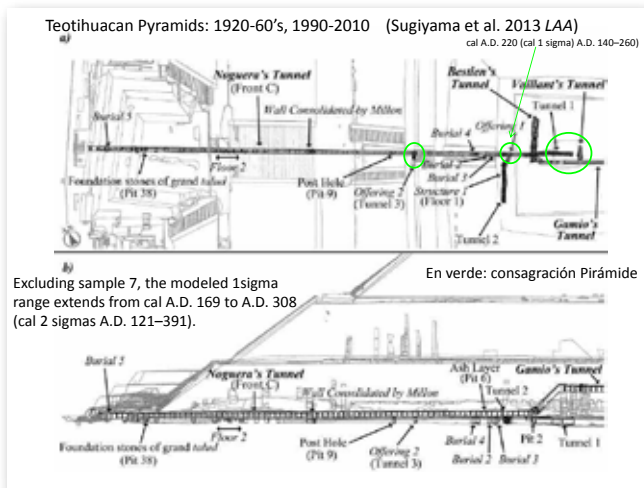 Teotihuacan Pyramids: 1920-60's, 1990-2010 (Sugiyama et al. 2013 LAA)
cal A.D. 220 (cal 1 sigma) A.D. 140–260)
a)
Noguera's Tunnel
(Front C)
Wall Consolidated by Millon
Bestlen's
Tunnel
Vaillant's Tunnel
Tunnel 1
Offering 1
Burial 5
Burial 4
Foundation stones of grand talud
(Pit 38)
Floor 2
Post Hole
(Pit 9)
Offering 2
(Tunnel 3)
Burial 2
Burial 3
Structure 1
(Floor 1)
Tunnel 2
Gamio's
Tunnel
b)
Excluding sample 7, the modeled 1sigma
range extends from cal A.D. 169 to A.D. 308
(cal 2 sigmas A.D. 121–391).
En verde: consagración Pirámide
Burial 5
Noguera's Tunnel
(Front C)
Wall Consolidated by Millon
Ash Layer
(Pit 6)
Tunnel 2
Gamio's Tunnel
Foundation stones of grand talud
(Pit 38)
Floor 2
Post Hole
(Pit 9)
Offering 2
(Tunnel 3)
Burial 4
Burial 2
Burial 3
Pit 2
Tunnel 1